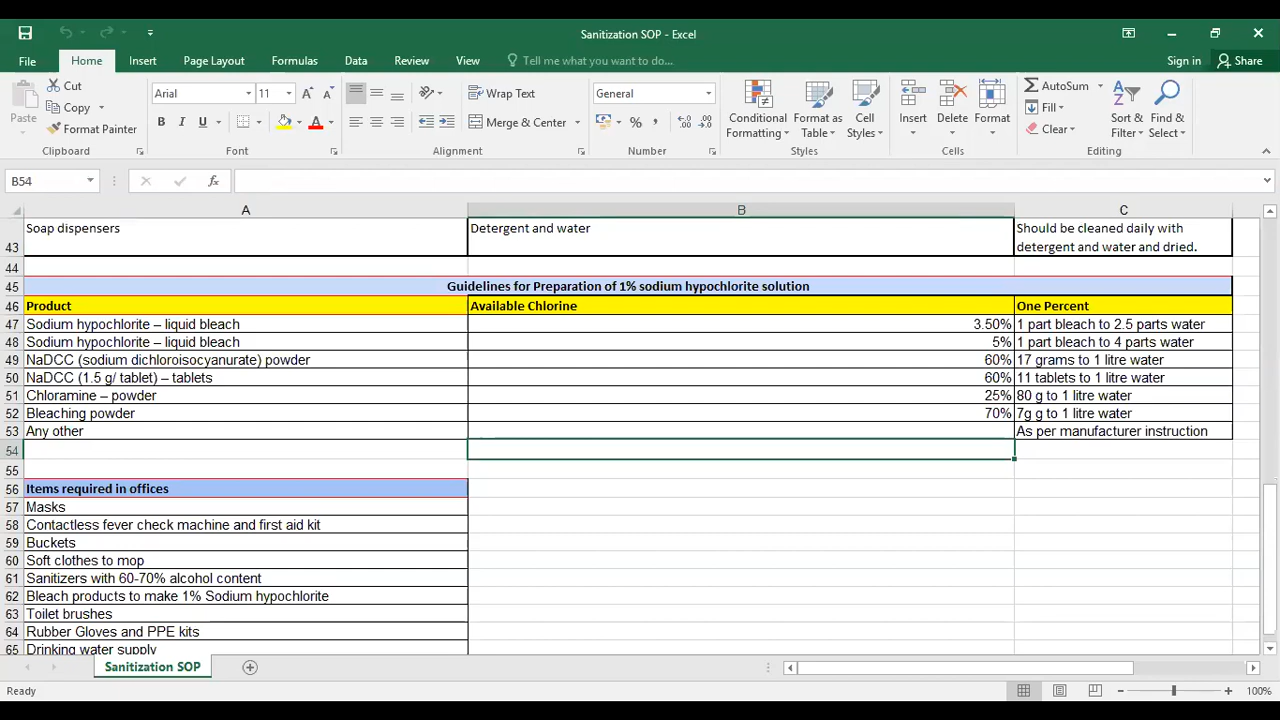 Sanitization SOP - Excel
File Home Insert Page Layout Formulas Data Review View Tell me what you want to do... Sign in Share
Paste Cut Copy Format Painter
Clipboard
Arial 11
B I U
Font
Wrap Text
Merge & Center
Alignment
General
Number
Conditional Formatting Format as Table Cell Styles
Styles
Insert Delete Format
Cells
AutoSum Fill Clear Sort & Filter Find & Select
Editing
B54 fx
A B C
43 Soap dispensers Detergent and water Should be cleaned daily with
detergent and water and dried.
44
45 Guidelines for Preparation of 1% sodium hypochlorite solution
46 Product Available Chlorine One Percent
47 Sodium hypochlorite – liquid bleach 3.50% 1 part bleach to 2.5 parts water
48 Sodium hypochlorite – liquid bleach 5% 1 part bleach to 4 parts water
49 NaDCC (sodium dichloroisocyanurate) powder 60% 17 grams to 1 litre water
50 NaDCC (1.5 g/ tablet) – tablets 60% 11 tablets to 1 litre water
51 Chloramine – powder 25% 80 g to 1 litre water
52 Bleaching powder 70% 7g g to 1 litre water
53 Any other As per manufacturer instruction
54
55
56 Items required in offices
57 Masks
58 Contactless fever check machine and first aid kit
59 Buckets
60 Soft clothes to mop
61 Sanitizers with 60-70% alcohol content
62 Bleach products to make 1% Sodium hypochlorite
63 Toilet brushes
64 Rubber Gloves and PPE kits
65 Drinking water supply
Sanitization SOP
Ready 100%